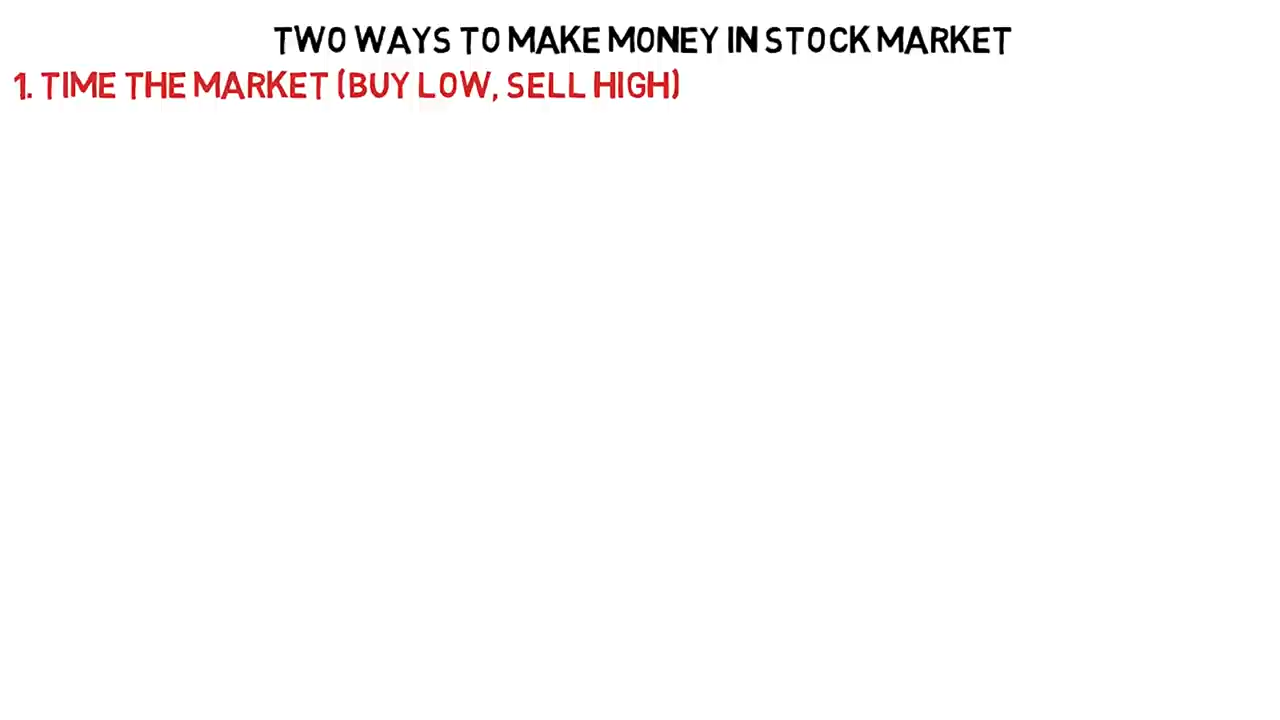 TWO WAYS TO MAKE MONEY IN STOCK MARKET
1. TIME THE MARKET (BUY LOW, SELL HIGH)